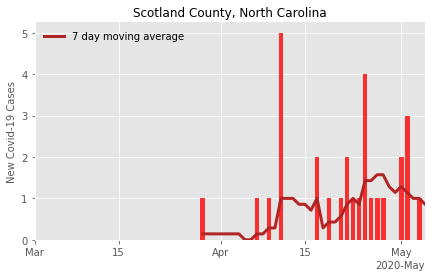 Scotland County, North Carolina
7 day moving average
New Covid-19 Cases
5
4
3
2
1
0
Mar 15 Apr 15 May
2020-May